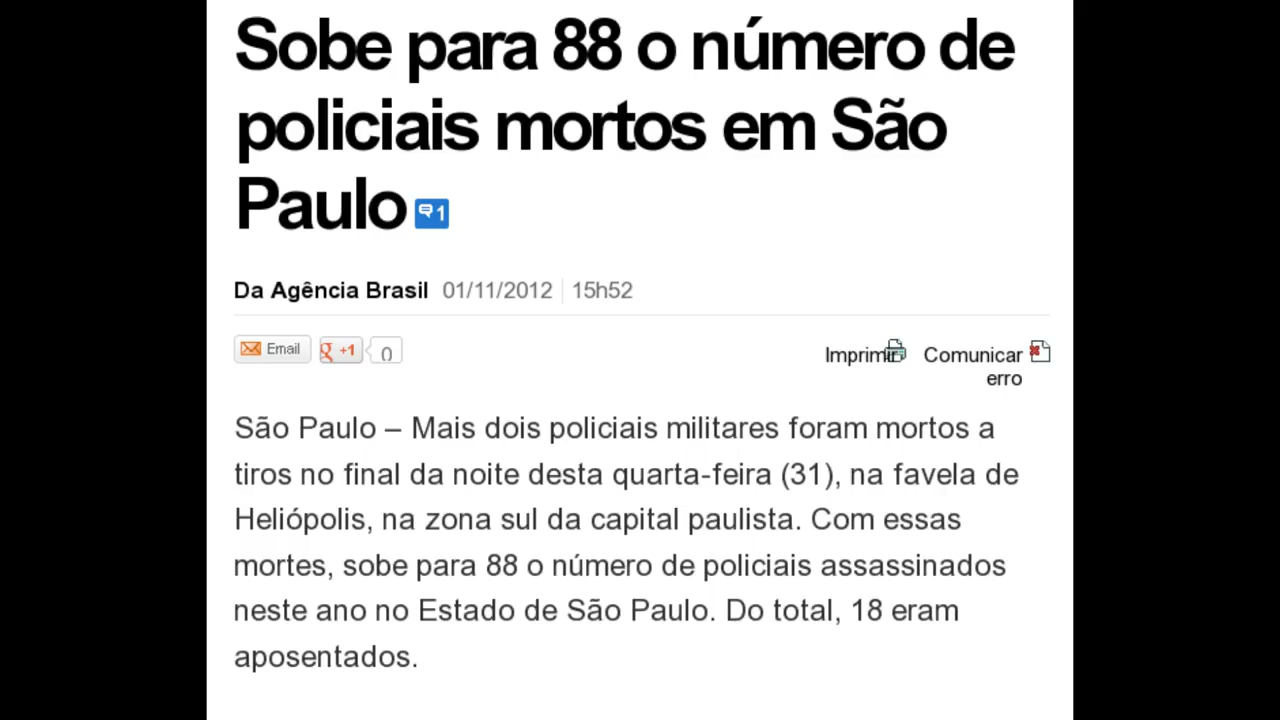 Sobe para 88 o número de
policiais mortos em São
Paulo 1
Da Agência Brasil 01/11/2012 15h52
Email g +1 0 Imprimir Comunicar
erro
São Paulo – Mais dois policiais militares foram mortos a
tiros no final da noite desta quarta-feira (31), na favela de
Heliópolis, na zona sul da capital paulista. Com essas
mortes, sobe para 88 o número de policiais assassinados
neste ano no Estado de São Paulo. Do total, 18 eram
aposentados.